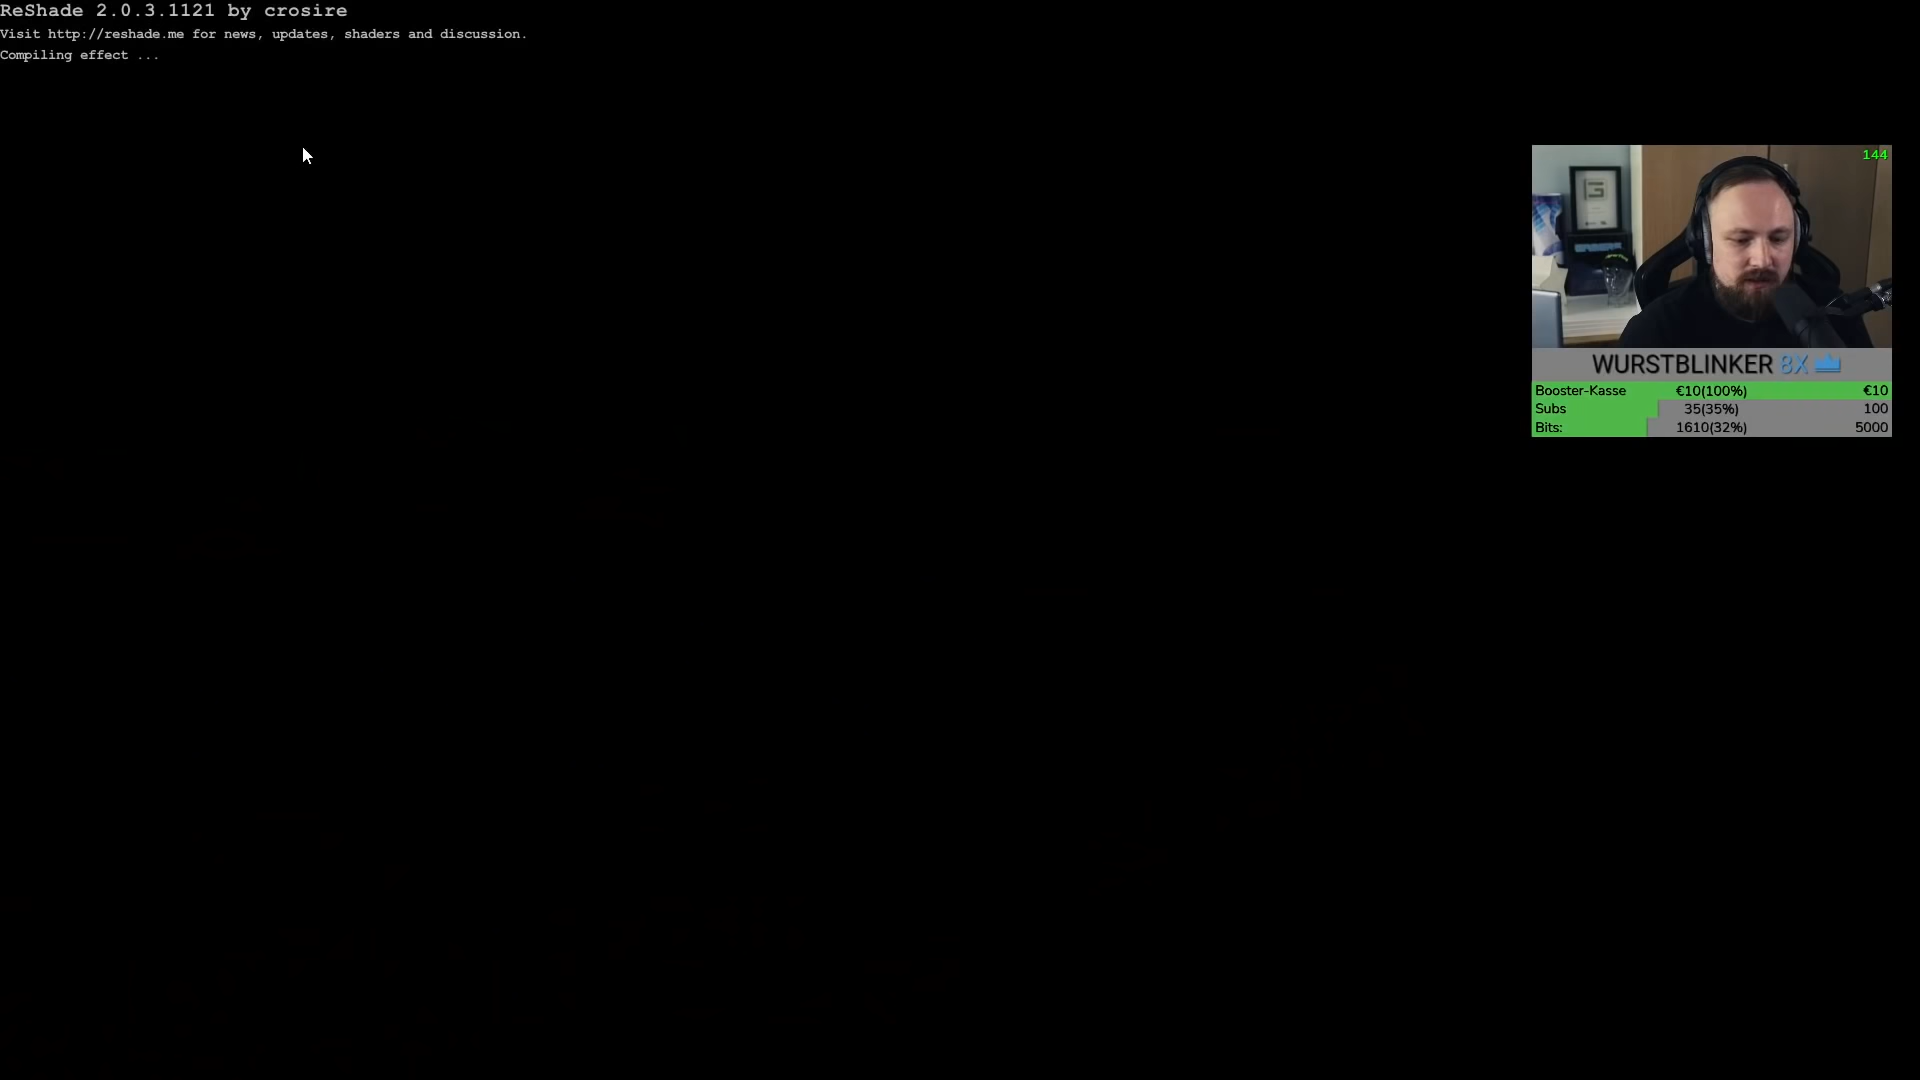 ReShade 2.0.3.1121 by crosire
Visit http://reshade.me for news, updates, shaders and discussion.
Compiling effect ...
144
WURSTBLINKER 8X
Booster-Kasse €10(100%) €10
Subs 35(35%) 100
Bits: 1610(32%) 5000